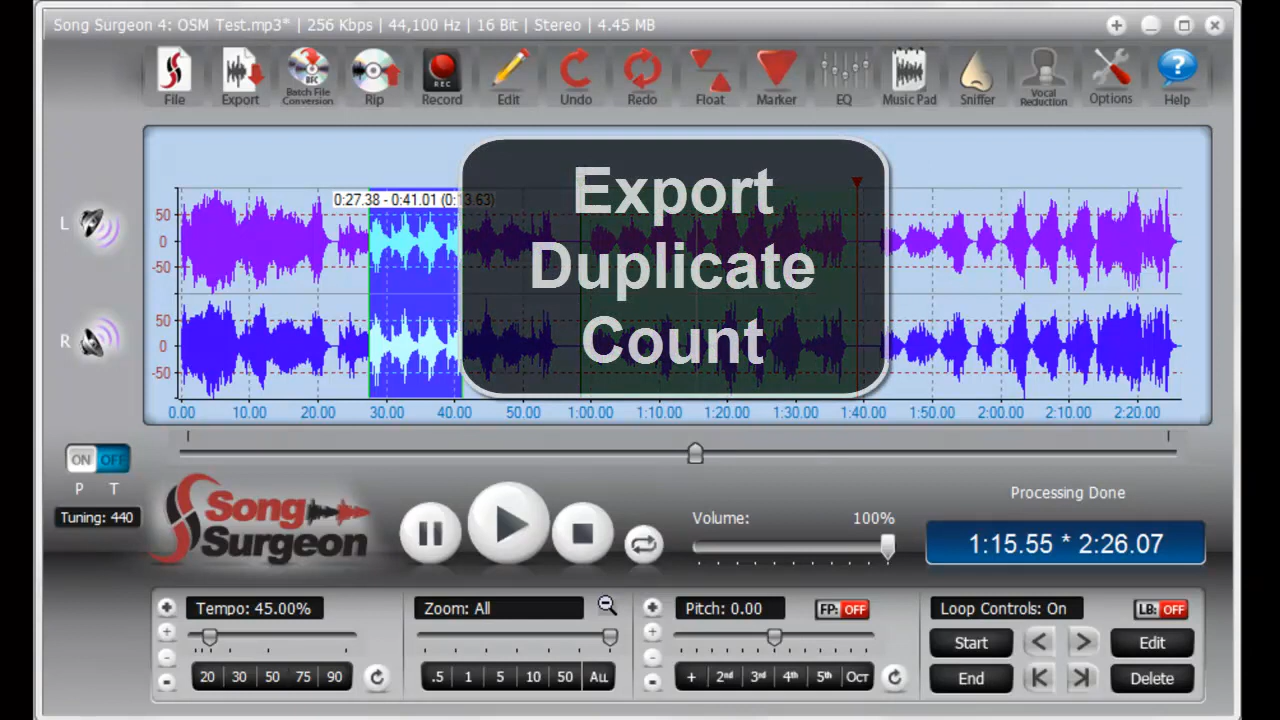 Song Surgeon 4: OSM Test.mp3* | 256 Kbps | 44,100 Hz | 16 Bit | Stereo | 4.45 MB
File Export Batch File Conversion Rip Record Edit Undo Redo Float Marker EQ Music Pad Sniffer Vocal Reduction Options Help
REC
BFC
Export
Duplicate
Count
0:27.38 - 0:41.01 (0:13.63)
L
50
0
-50
R
50
0
-50
0.00 10.00 20.00 30.00 40.00 50.00 1:00.00 1:10.00 1:20.00 1:30.00 1:40.00 1:50.00 2:00.00 2:10.00 2:20.00
ON OFF
P T
Tuning: 440
Song
Surgeon
Volume: 100%
Processing Done
1:15.55 * 2:26.07
Tempo: 45.00%
20 30 50 75 90
Zoom: All
.5 1 5 10 50 ALL
Pitch: 0.00 FP: OFF
+ 2nd 3rd 4th 5th Oct
Loop Controls: On LB: OFF
Start < > Edit
End K >| Delete